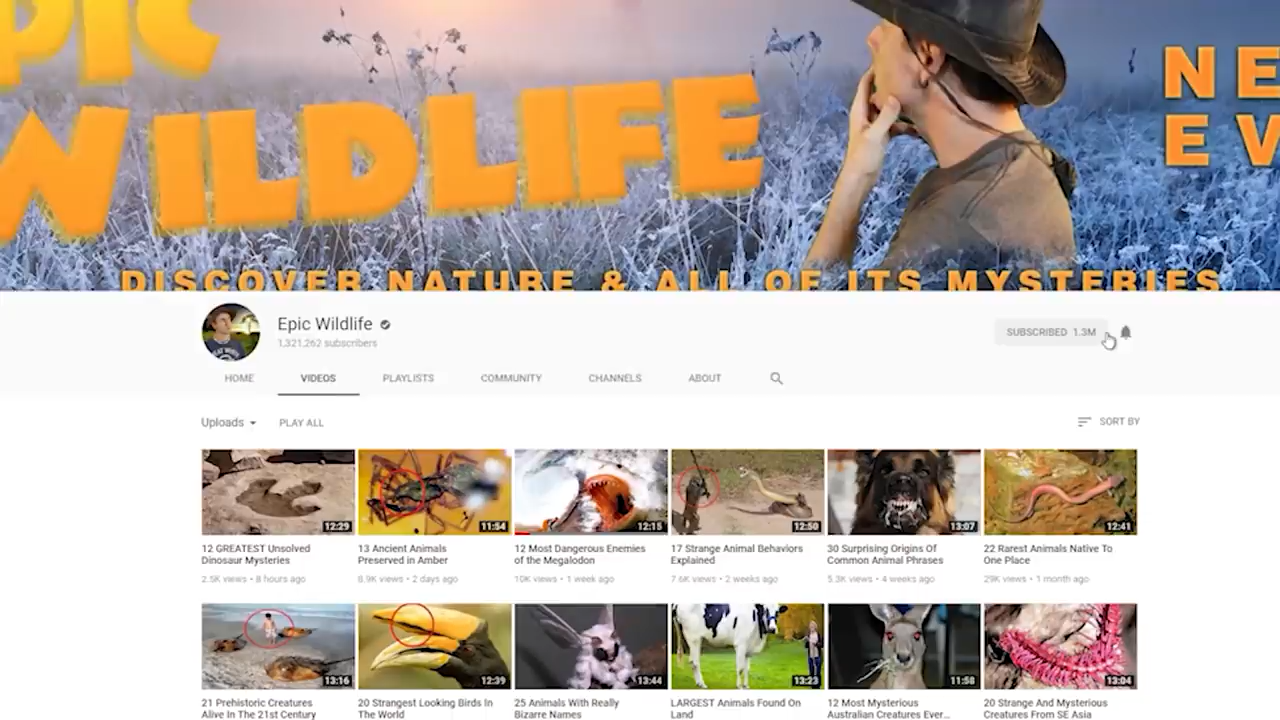 PIC
WILDLIFE
NE
EV
DISCOVER NATURE & ALL OF ITS MYSTERIES
Epic Wildlife
1,321,262 subscribers
SUBSCRIBED 1.3M
HOME VIDEOS PLAYLISTS COMMUNITY CHANNELS ABOUT
Uploads PLAY ALL SORT BY
12:29 11:54 12:15 12:50 13:07 12:41
12 GREATEST Unsolved
Dinosaur Mysteries
2.5K views • 8 hours ago
13 Ancient Animals
Preserved in Amber
8.9K views • 2 days ago
12 Most Dangerous Enemies
of the Megalodon
10K views • 1 week ago
17 Strange Animal Behaviors
Explained
7.6K views • 2 weeks ago
30 Surprising Origins Of
Common Animal Phrases
5.3K views • 4 weeks ago
22 Rarest Animals Native To
One Place
29K views • 1 month ago
13:16 12:39 13:44 13:23 11:58 13:04
21 Prehistoric Creatures
Alive In The 21st Century
20 Strangest Looking Birds In
The World
25 Animals With Really
Bizarre Names
LARGEST Animals Found On
Land
12 Most Mysterious
Australian Creatures Ever...
20 Strange And Mysterious
Creatures From SE Asia